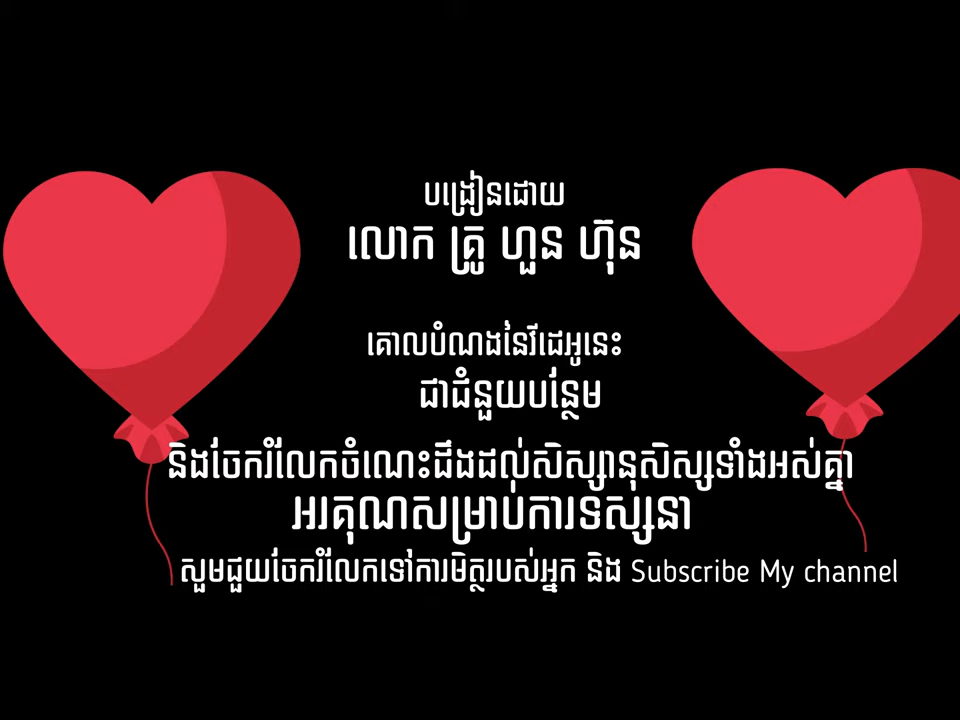 បង្រៀនដោយ
លោក គ្រូ ហួន ហ៊ុន
គោលបំណងនៃវីដេអូនេះ
ជាជំនួយបន្ថែម
និងចែករំលែកចំណេះដឹងដល់សិស្សានុសិស្សទាំងអស់គ្នា
អរគុណសម្រាប់ការទស្សនា
សួមជួយចែករំលែកទៅការមិត្ថរបស់អ្នក និង Subscribe My channel